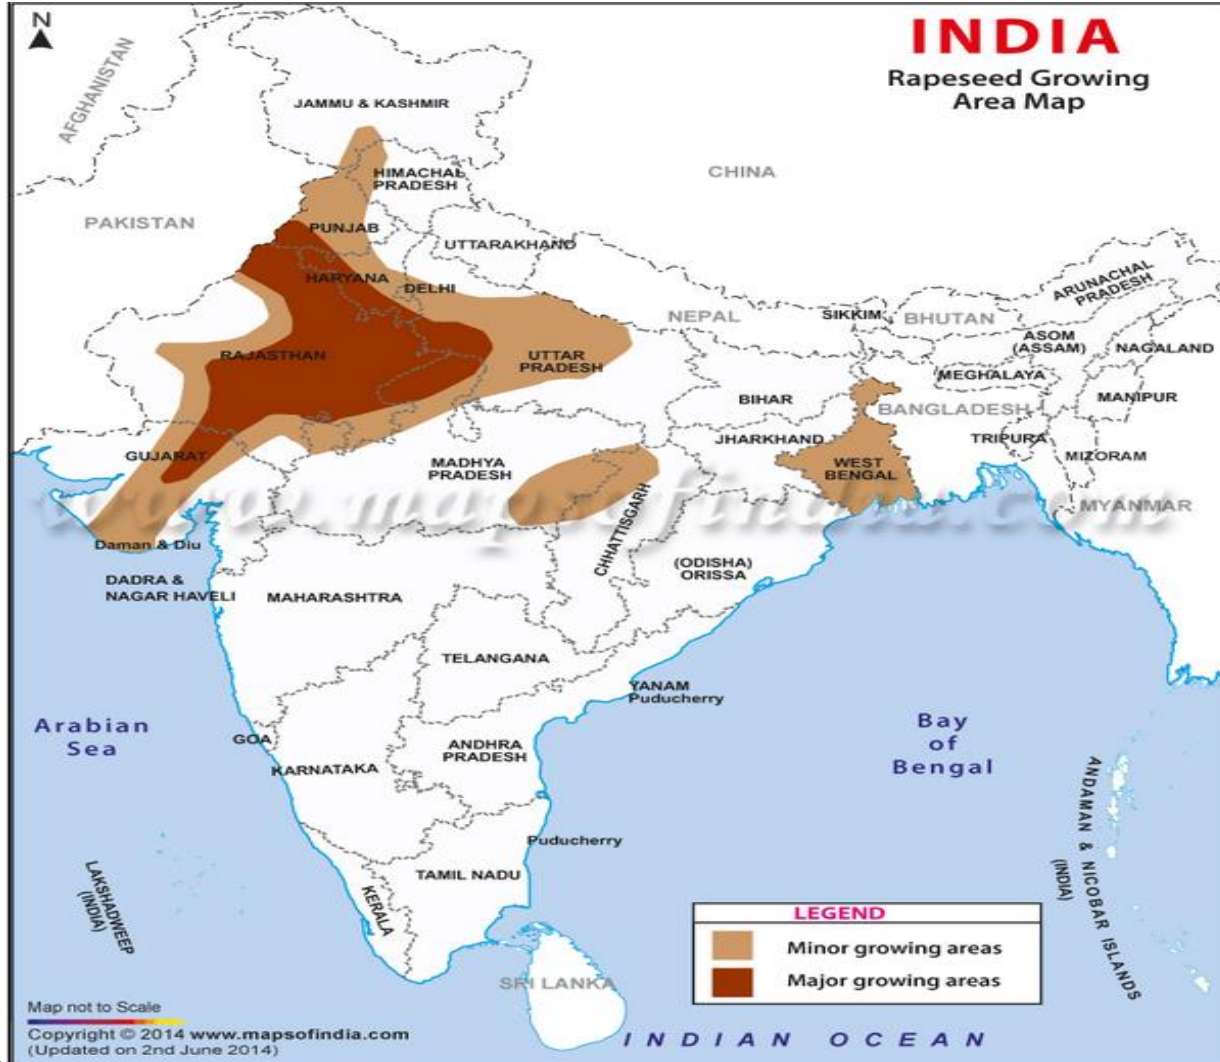 N
INDIA
Rapeseed Growing
Area Map
AFGHANISTAN
JAMMU & KASHMIR
CHINA
HIMACHAL
PRADESH
PAKISTAN
PUNJAB
UTTARAKHAND
HARYANA
DELHI
ARUNACHAL
PRADESH
NEPAL
SIKKIM
BHUTAN
ASOM
(ASSAM)
NAGALAND
RAJASTHAN
UTTAR
PRADESH
MEGHALAYA
BIHAR
MANIPUR
BANGLADESH
JHARKHAND
TRIPURA
GUJARAT
MADHYA
PRADESH
WEST
BENGAL
MIZORAM
www.mapsofindia.com
MYANMAR
CHHATTISGARH
Daman & Diu
(ODISHA)
ORISSA
DADRA &
NAGAR HAVELI
MAHARASHTRA
TELANGANA
YANAM
Puducherry
Arabian
Sea
Bay
of
Bengal
GOA
ANDHRA
PRADESH
KARNATAKA
ANDAMAN & NICOBAR ISLANDS
(INDIA)
Puducherry
LAKSHADWEEP
(INDIA)
TAMIL NADU
KERALA
LEGEND
Minor growing areas
Major growing areas
SRI LANKA
Map not to Scale
Copyright © 2014 www.mapsofindia.com
(Updated on 2nd June 2014)
INDIAN OCEAN